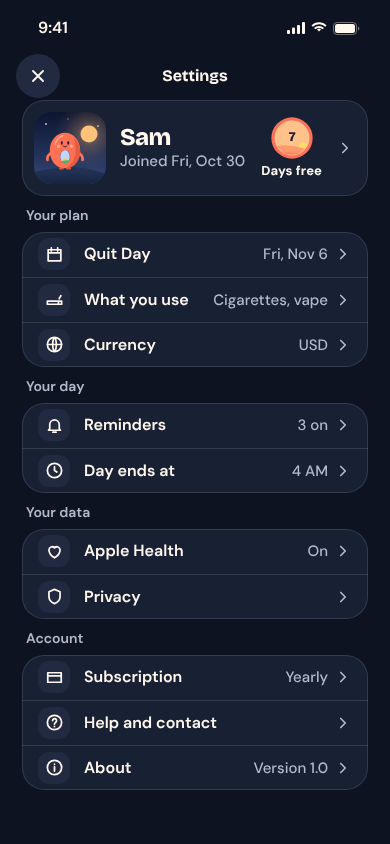 9:41
Settings
Sam
Joined Fri, Oct 30
7
Days free
Your plan
Quit Day Fri, Nov 6
What you use Cigarettes, vape
Currency USD
Your day
Reminders 3 on
Day ends at 4 AM
Your data
Apple Health On
Privacy
Account
Subscription Yearly
Help and contact
About Version 1.0